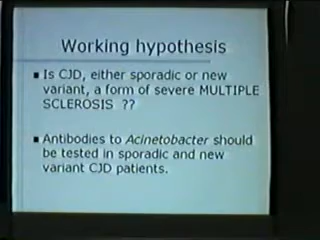 Working hypothesis
Is CJD, either sporadic or new
variant, a form of severe MULTIPLE
SCLEROSIS ??
Antibodies to Acinetobacter should
be tested in sporadic and new
variant CJD patients.